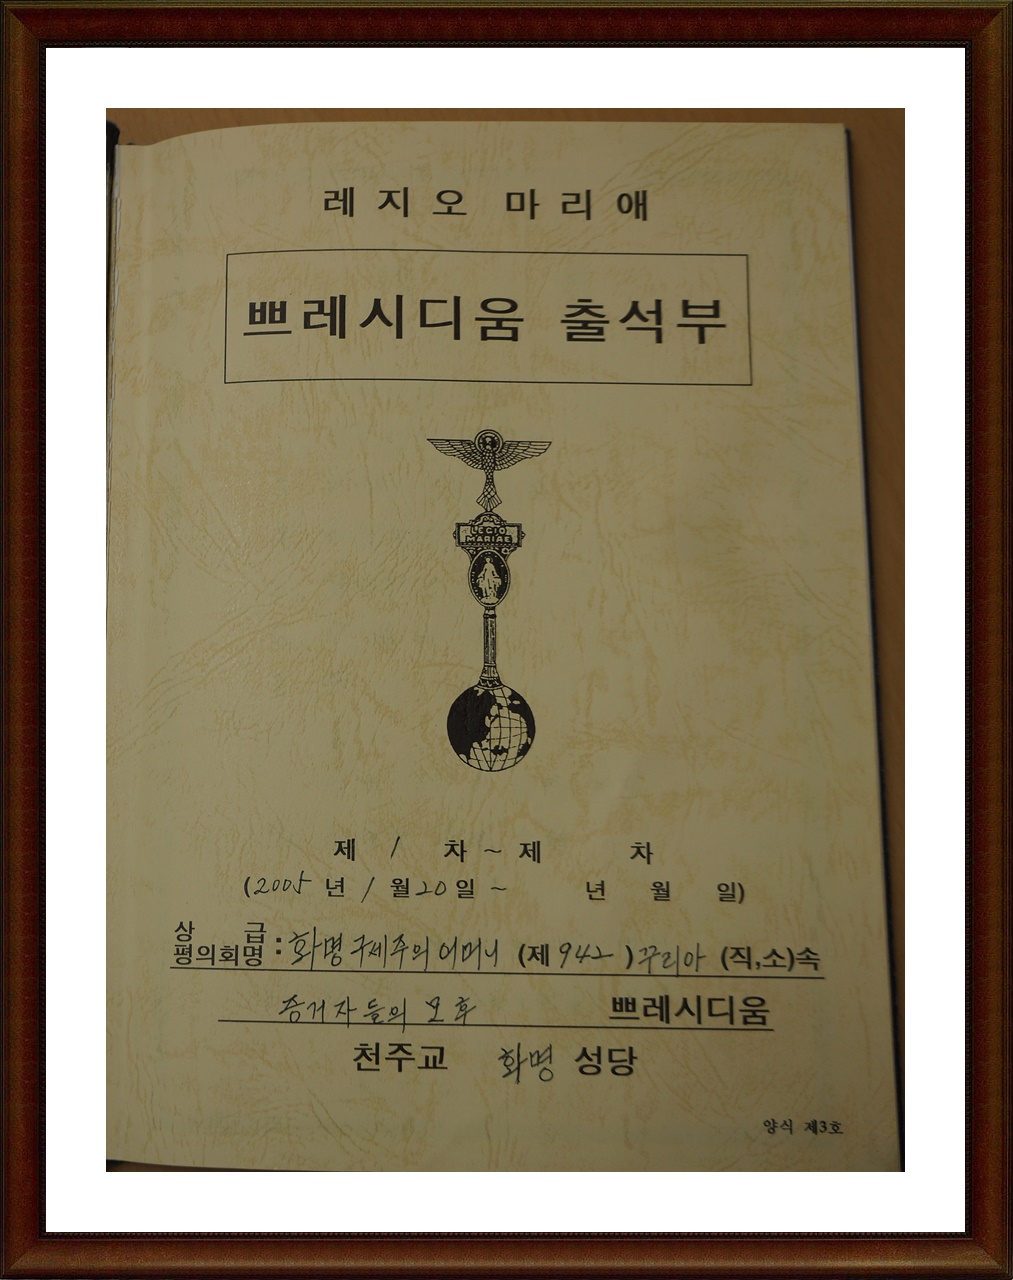 레지오 마리애
쁘레시디움 출석부
LEGIO
MARIAE
제 1 차 ~ 제 차
(2005 년 1 월 20 일 ~ 년 월 일)
상 급
평의회명 : 화명 구세주의 어머니 (제 942 ) 꾸리아 (직,소)속
증거자들의 모후 쁘레시디움
천주교 화명 성당
양식 제3호